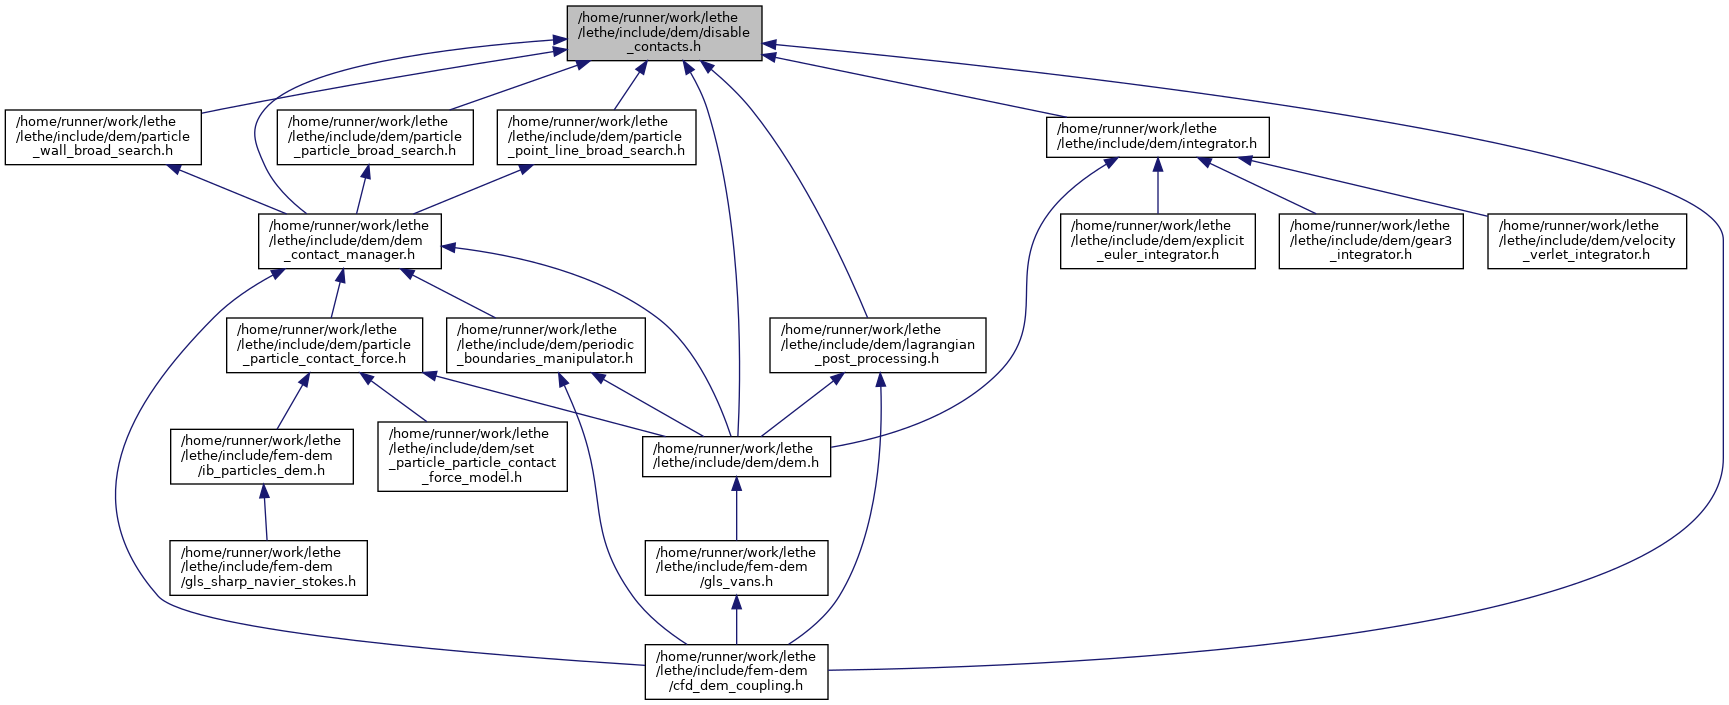 /home/runner/work/lethe
/lethe/include/dem/disable
_contacts.h
/home/runner/work/lethe
/lethe/include/dem/particle
_wall_broad_search.h
/home/runner/work/lethe
/lethe/include/dem/particle
_particle_broad_search.h
/home/runner/work/lethe
/lethe/include/dem/particle
_point_line_broad_search.h
/home/runner/work/lethe
/lethe/include/dem/integrator.h
/home/runner/work/lethe
/lethe/include/dem/dem
_contact_manager.h
/home/runner/work/lethe
/lethe/include/dem/explicit
_euler_integrator.h
/home/runner/work/lethe
/lethe/include/dem/gear3
_integrator.h
/home/runner/work/lethe
/lethe/include/dem/velocity
_verlet_integrator.h
/home/runner/work/lethe
/lethe/include/dem/particle
_particle_contact_force.h
/home/runner/work/lethe
/lethe/include/dem/periodic
_boundaries_manipulator.h
/home/runner/work/lethe
/lethe/include/dem/lagrangian
_post_processing.h
/home/runner/work/lethe
/lethe/include/fem-dem
/ib_particles_dem.h
/home/runner/work/lethe
/lethe/include/dem/set
_particle_particle_contact
_force_model.h
/home/runner/work/lethe
/lethe/include/dem/dem.h
/home/runner/work/lethe
/lethe/include/fem-dem
/gls_sharp_navier_stokes.h
/home/runner/work/lethe
/lethe/include/fem-dem
/gls_vans.h
/home/runner/work/lethe
/lethe/include/fem-dem
/cfd_dem_coupling.h